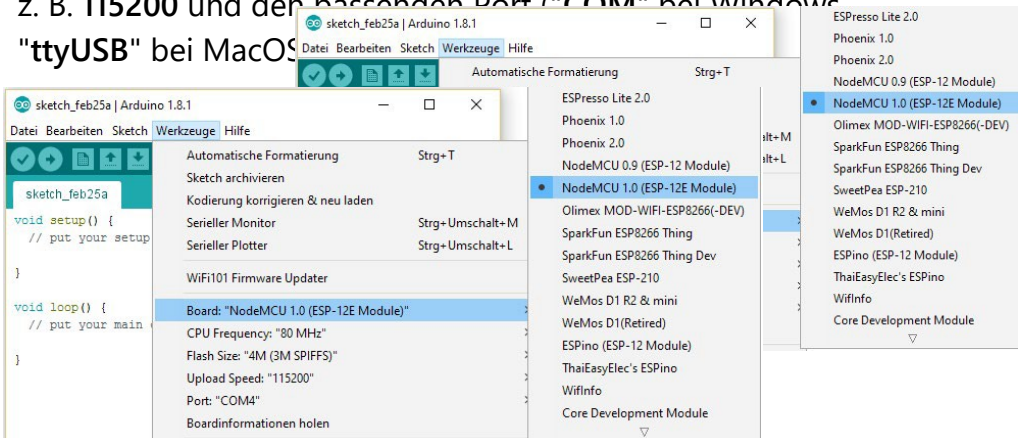 z. B. 115200 und den passenden Port ("COM" bei Windows
"ttyUSB" bei MacOS
sketch_feb25a | Arduino 1.8.1
Datei Bearbeiten Sketch Werkzeuge Hilfe
Automatische Formatierung Strg+T
sketch_feb25a | Arduino 1.8.1
Datei Bearbeiten Sketch Werkzeuge Hilfe
sketch_feb25a
void setup() {
// put your setup
}
void loop() {
// put your main
}
Automatische Formatierung Strg+T
Sketch archivieren
Kodierung korrigieren & neu laden
Serieller Monitor Strg+Umschalt+M
Serieller Plotter Strg+Umschalt+L
WiFi101 Firmware Updater
Board: "NodeMCU 1.0 (ESP-12E Module)"
CPU Frequency: "80 MHz"
Flash Size: "4M (3M SPIFFS)"
Upload Speed: "115200"
Port: "COM4"
Boardinformationen holen
ESPresso Lite 2.0
Phoenix 1.0
Phoenix 2.0
NodeMCU 0.9 (ESP-12 Module)
NodeMCU 1.0 (ESP-12E Module)
Olimex MOD-WIFI-ESP8266(-DEV)
SparkFun ESP8266 Thing
SparkFun ESP8266 Thing Dev
SweetPea ESP-210
WeMos D1 R2 & mini
WeMos D1(Retired)
ESPino (ESP-12 Module)
ThaiEasyElec's ESPino
WifInfo
Core Development Module
alt+M
alt+L
ESPresso Lite 2.0
Phoenix 1.0
Phoenix 2.0
NodeMCU 0.9 (ESP-12 Module)
NodeMCU 1.0 (ESP-12E Module)
Olimex MOD-WIFI-ESP8266(-DEV)
SparkFun ESP8266 Thing
SparkFun ESP8266 Thing Dev
SweetPea ESP-210
WeMos D1 R2 & mini
WeMos D1(Retired)
ESPino (ESP-12 Module)
ThaiEasyElec's ESPino
WifInfo
Core Development Module